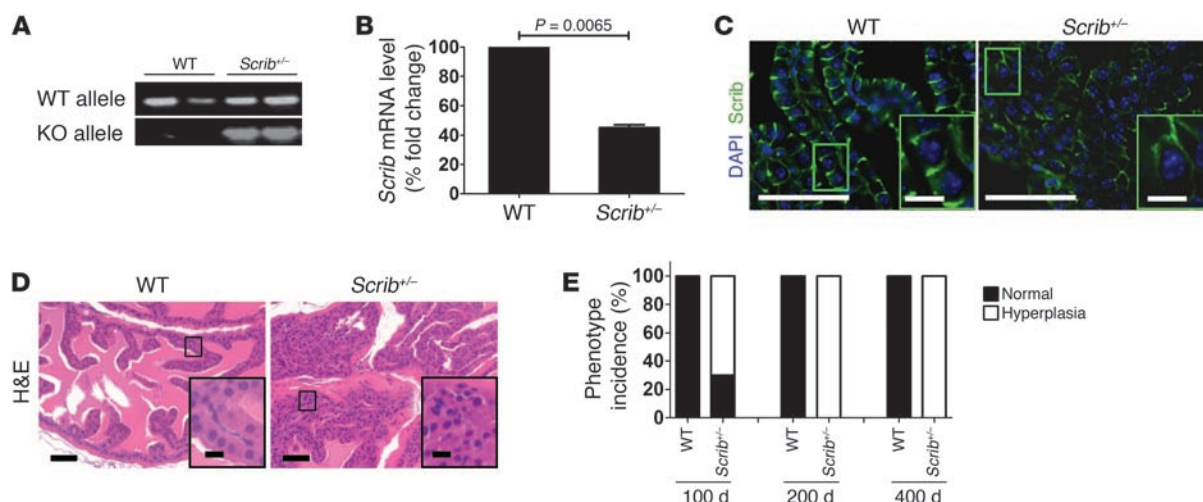 A
WT Scrib+/–
WT allele
KO allele
B
P = 0.0065
100
80
60
40
20
0
Scrib mRNA level
(% fold change)
WT Scrib+/–
C
WT Scrib+/–
DAPI Scrib
D
WT Scrib+/–
H&E
E
100
80
60
40
20
0
Phenotype
incidence (%)
Normal
Hyperplasia
WT Scrib+/– WT Scrib+/– WT Scrib+/–
100 d 200 d 400 d